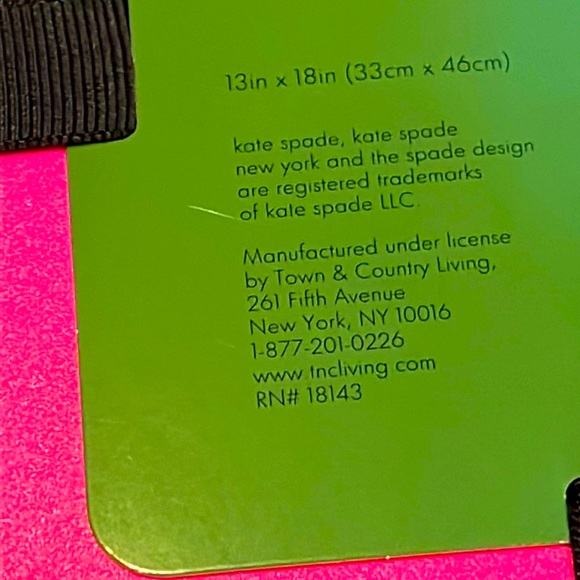 13in x 18in (33cm x 46cm)
kate spade, kate spade
new york and the spade design
are registered trademarks
of kate spade LLC.
Manufactured under license
by Town & Country Living,
261 Fifth Avenue
New York, NY 10016
1-877-201-0226
www.tncliving.com
RN# 18143